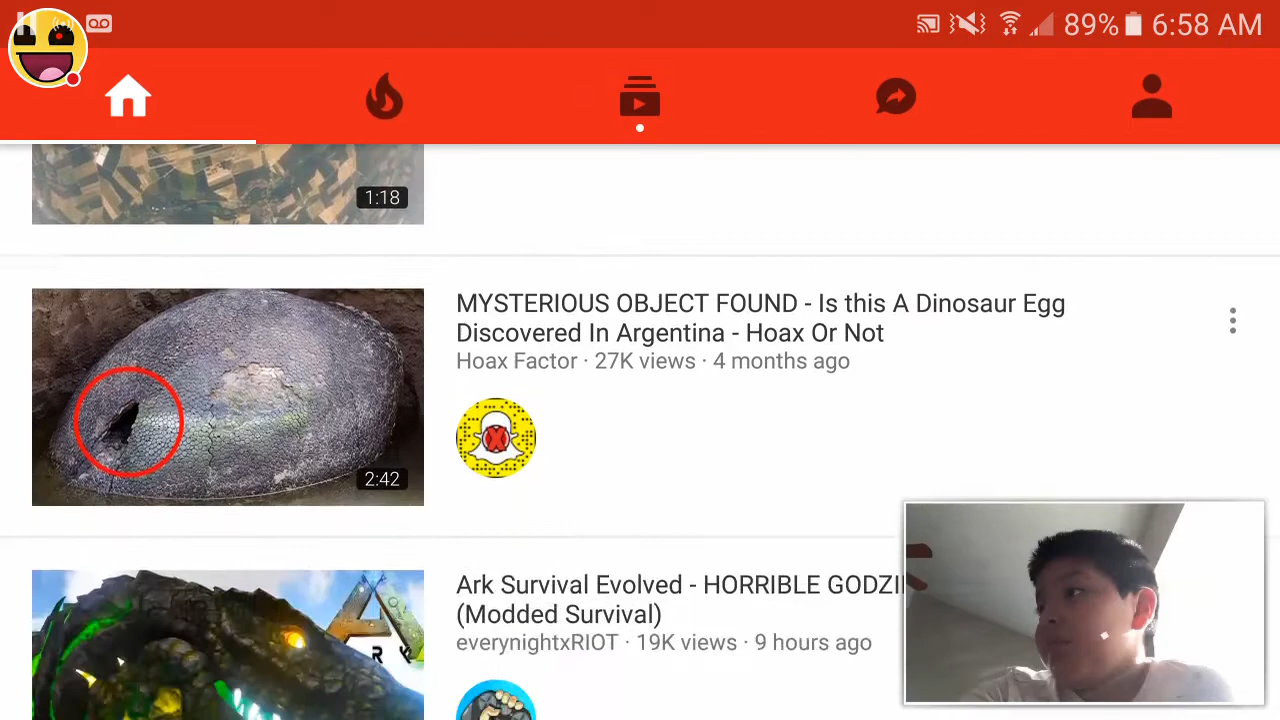 89% 6:58 AM
1:18
MYSTERIOUS OBJECT FOUND - Is this A Dinosaur Egg
Discovered In Argentina - Hoax Or Not
Hoax Factor · 27K views · 4 months ago
2:42
Ark Survival Evolved - HORRIBLE
(Modded Survival)
everynightxRIOT · 19K views · 9 hours ago